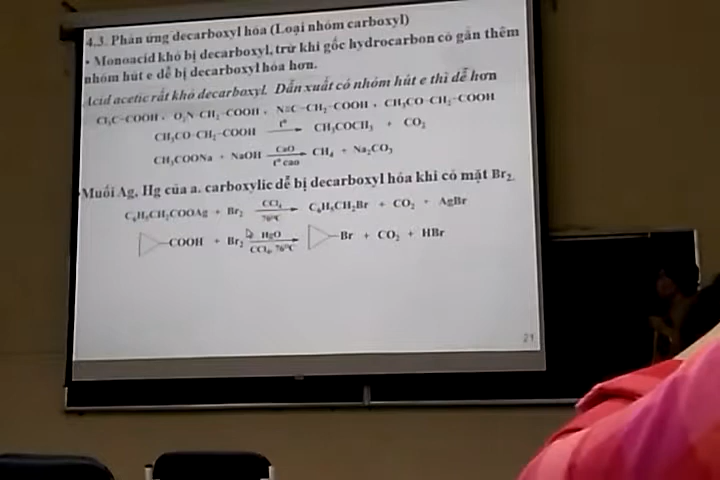 4.3. Phản ứng decarboxyl hóa (Loại nhóm carboxyl)
• Monoacid khó bị decarboxyl, trừ khi gốc hydrocarbon có gắn thêm
nhóm hút e dễ bị decarboxyl hóa hơn.
Acid acetic rất khó decarboxyl. Dẫn xuất có nhóm hút e thì dễ hơn
Cl₃C-COOH , O₂N-CH₂-COOH , N≡C-CH₂-COOH , CH₃CO-CH₂-COOH
CH₃CO-CH₂-COOH t° CH₃COCH₃ + CO₂
CH₃COONa + NaOH CaO t° cao CH₄ + Na₂CO₃
Muối Ag, Hg của a. carboxylic dễ bị decarboxyl hóa khi có mặt Br₂.
C₆H₅CH₂COOAg + Br₂ CCl₄ 76°C C₆H₅CH₂Br + CO₂ + AgBr
COOH + Br₂ HgO CCl₄, 76°C Br + CO₂ + HBr
21